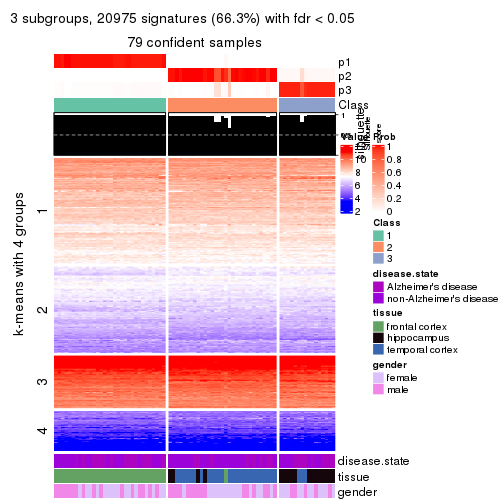 3 subgroups, 20975 signatures (66.3%) with fdr < 0.05
79 confident samples
p1
p2
p3
Class
1
silhouette
score
Value
12
10
8
6
4
2
Prob
1
0.8
0.6
0.4
0.2
0
Class
1
2
3
disease.state
Alzheimer's disease
non-Alzheimer's disease
tissue
frontal cortex
hippocampus
temporal cortex
gender
female
male
k-means with 4 groups
1
2
3
4
disease.state
tissue
gender